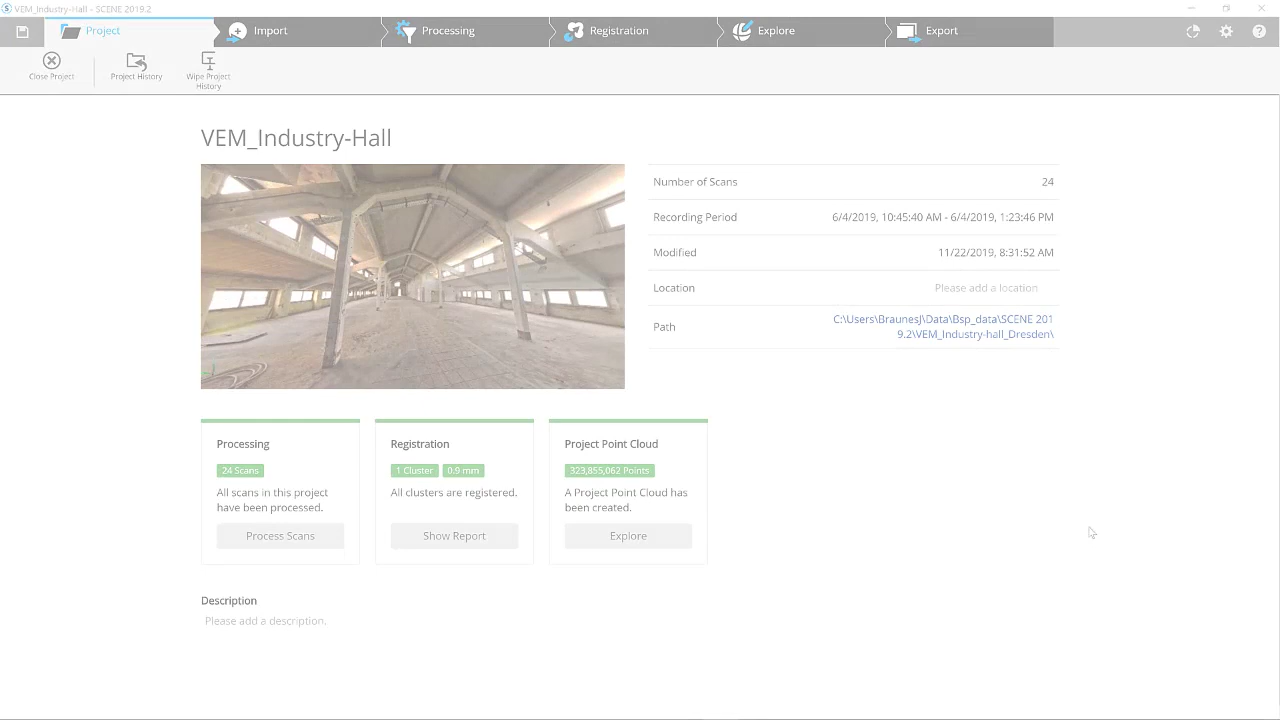 VEM_Industry-Hall - SCENE 2019.2
Project
Import
Processing
Registration
Explore
Export
Close Project
Project History
Wipe Project
History
VEM_Industry-Hall
Number of Scans 24
Recording Period 6/4/2019, 10:45:40 AM - 6/4/2019, 1:23:46 PM
Modified 11/22/2019, 8:31:52 AM
Location Please add a location
Path C:\Users\BraunesJ\Data\Bsp_data\SCENE 201
9.2\VEM_Industry-hall_Dresden\
Processing
24 Scans
All scans in this project
have been processed.
Process Scans
Registration
1 Cluster 0.9 mm
All clusters are registered.
Show Report
Project Point Cloud
323,855,062 Points
A Project Point Cloud has
been created.
Explore
Description
Please add a description.